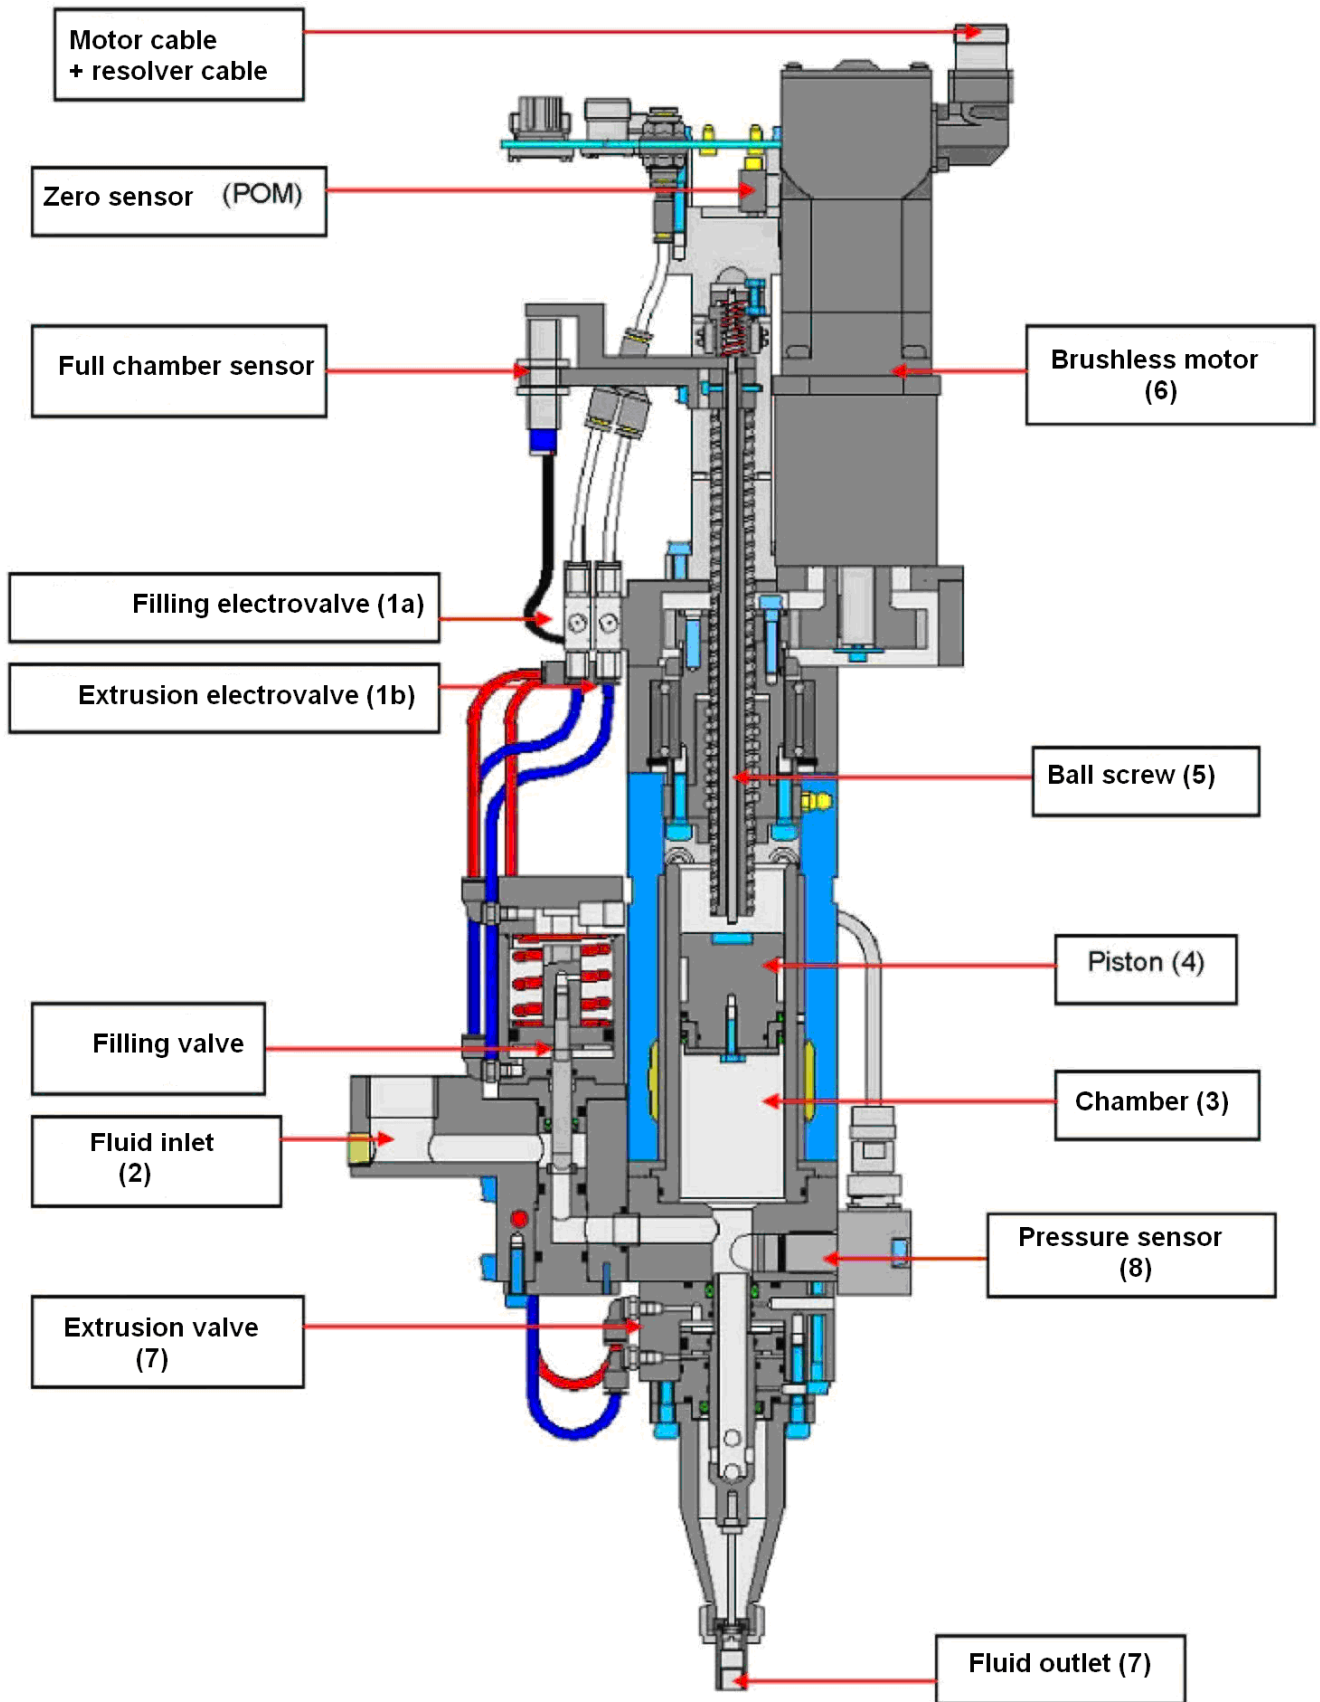 Motor cable
+ resolver cable
Zero sensor (POM)
Full chamber sensor
Brushless motor
(6)
Filling electrovalve (1a)
Extrusion electrovalve (1b)
Ball screw (5)
Piston (4)
Filling valve
Chamber (3)
Fluid inlet
(2)
Pressure sensor
(8)
Extrusion valve
(7)
Fluid outlet (7)